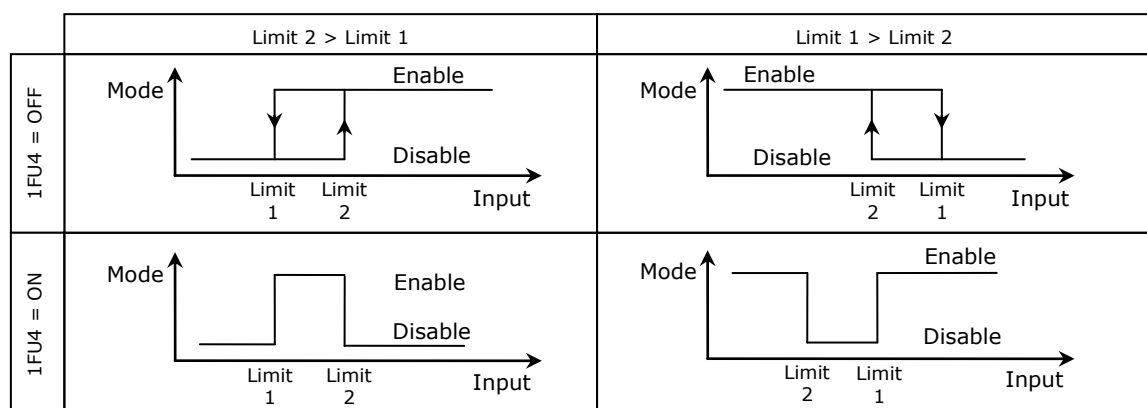 Limit 2 > Limit 1
Limit 1 > Limit 2
1FU4 = OFF
Mode
Enable
Disable
Limit
1
Limit
2
Input
Mode
Enable
Disable
Limit
2
Limit
1
Input
1FU4 = ON
Mode
Enable
Disable
Limit
1
Limit
2
Input
Mode
Enable
Disable
Limit
2
Limit
1
Input